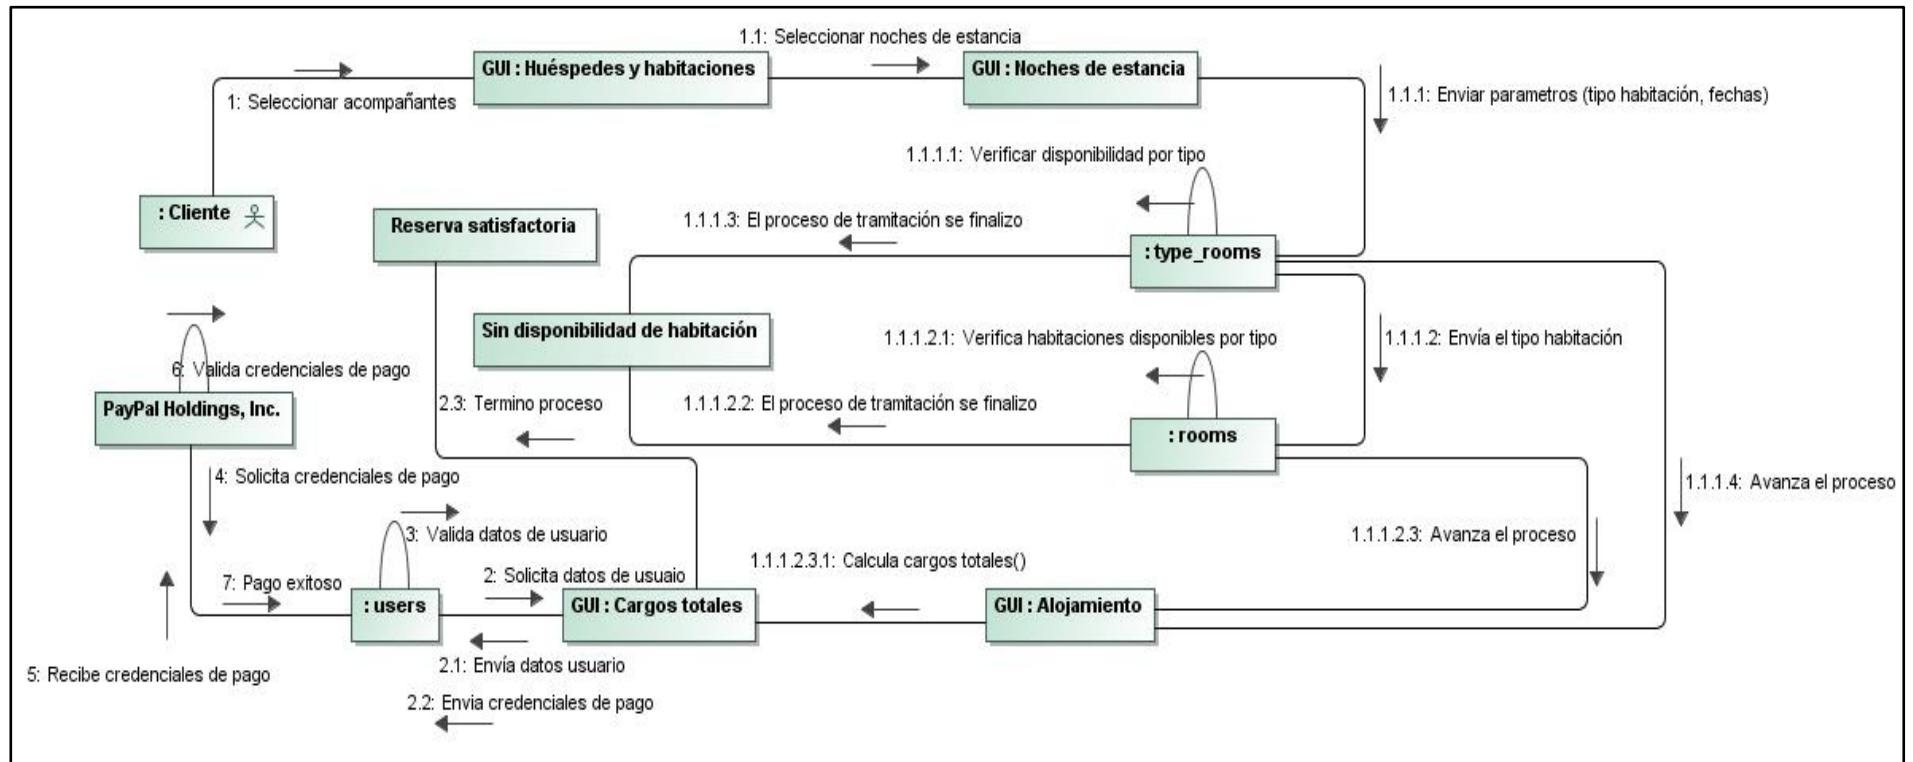 1.1: Seleccionar noches de estancia
GUI : Huéspedes y habitaciones
GUI : Noches de estancia
1: Seleccionar acompañantes
1.1.1: Enviar parametros (tipo habitación, fechas)
1.1.1.1: Verificar disponibilidad por tipo
: Cliente
Reserva satisfactoria
1.1.1.3: El proceso de tramitación se finalizo
: type_rooms
Sin disponibilidad de habitación
1.1.1.2.1: Verifica habitaciones disponibles por tipo
1.1.1.2: Envía el tipo habitación
6: Valida credenciales de pago
PayPal Holdings, Inc.
2.3: Termino proceso
1.1.1.2.2: El proceso de tramitación se finalizo
: rooms
4: Solicita credenciales de pago
1.1.1.4: Avanza el proceso
3: Valida datos de usuario
1.1.1.2.3: Avanza el proceso
1.1.1.2.3.1: Calcula cargos totales()
7: Pago exitoso
2: Solicita datos de usuaio
: users
GUI : Cargos totales
GUI : Alojamiento
2.1: Envía datos usuario
5: Recibe credenciales de pago
2.2: Envia credenciales de pago